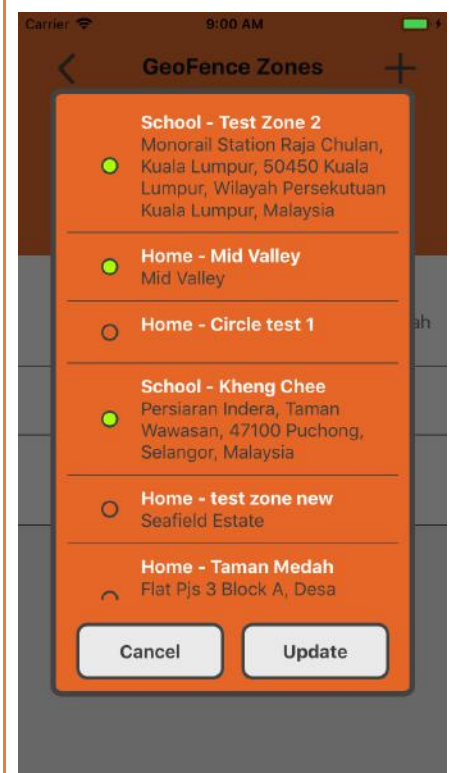 Carrier 9:00 AM
GeoFence Zones
School - Test Zone 2
Monorail Station Raja Chulan,
Kuala Lumpur, 50450 Kuala
Lumpur, Wilayah Persekutuan
Kuala Lumpur, Malaysia
Home - Mid Valley
Mid Valley
Home - Circle test 1
ah
School - Kheng Chee
Persiaran Indera, Taman
Wawasan, 47100 Puchong,
Selangor, Malaysia
Home - test zone new
Seafield Estate
Home - Taman Medah
Flat Pjs 3 Block A, Desa
Cancel Update